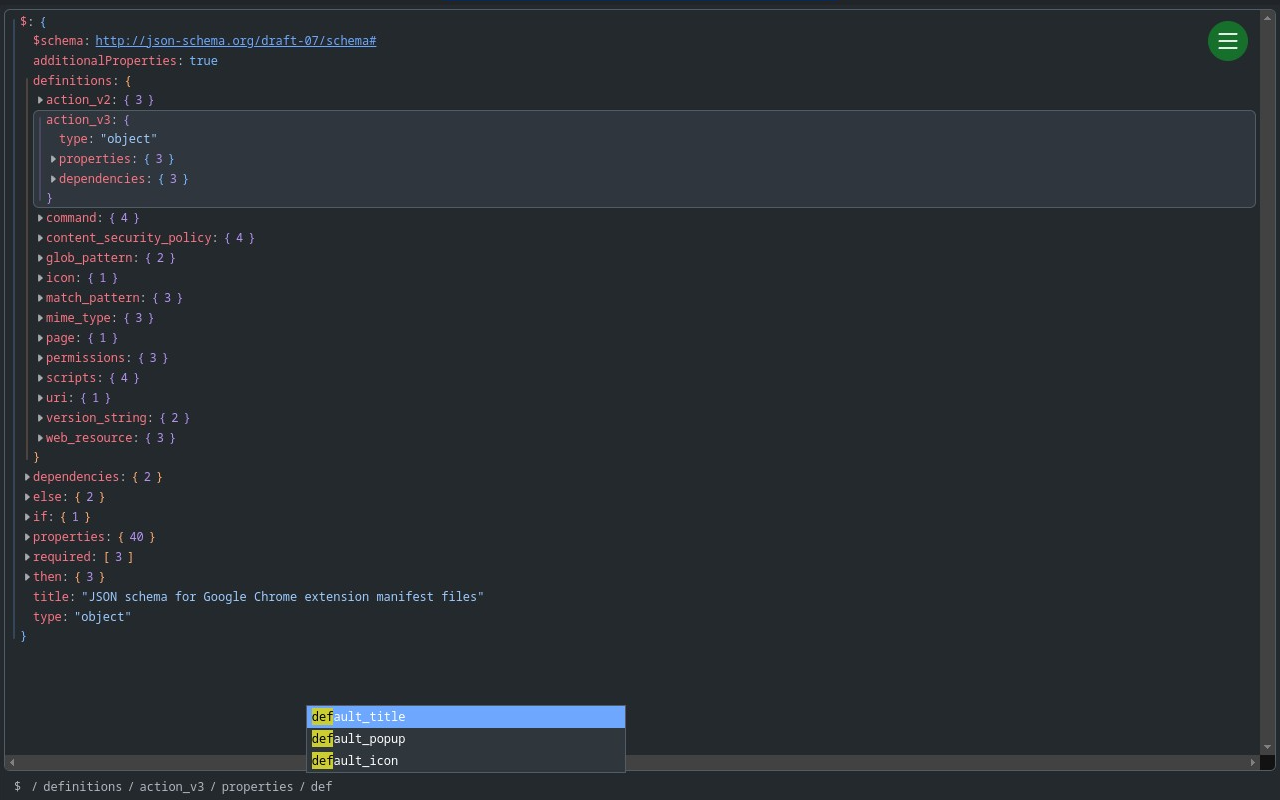 $: {
$schema: http://json-schema.org/draft-07/schema#
additionalProperties: true
definitions: {
action_v2: { 3 }
action_v3: {
type: "object"
properties: { 3 }
dependencies: { 3 }
}
command: { 4 }
content_security_policy: { 4 }
glob_pattern: { 2 }
icon: { 1 }
match_pattern: { 3 }
mime_type: { 3 }
page: { 1 }
permissions: { 3 }
scripts: { 4 }
uri: { 1 }
version_string: { 2 }
web_resource: { 3 }
}
dependencies: { 2 }
else: { 2 }
if: { 1 }
properties: { 40 }
required: [ 3 ]
then: { 3 }
title: "JSON schema for Google Chrome extension manifest files"
type: "object"
}
default_title
default_popup
default_icon
$ / definitions / action_v3 / properties / def